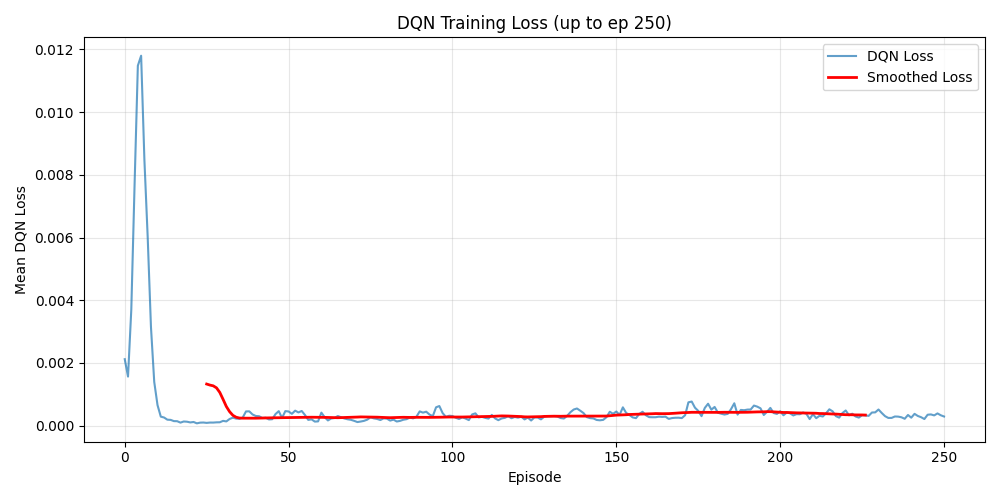 DQN Training Loss (up to ep 250)
DQN Loss
Smoothed Loss
Mean DQN Loss
0.012
0.010
0.008
0.006
0.004
0.002
0.000
0 50 100 150 200 250
Episode